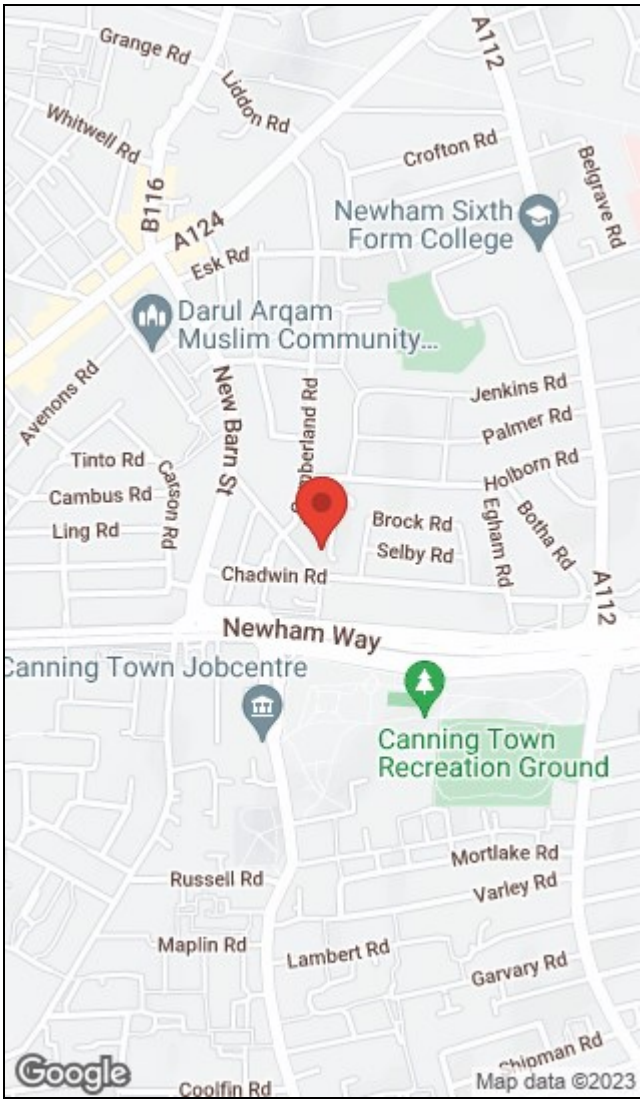 A112
Grange Rd
Liddon Rd
Whitwell Rd
Crofton Rd
Belgrave Rd
B116
A124
Newham Sixth
Form College
Esk Rd
Darul Arqam
Muslim Community...
Avenons Rd
New Barn St
Jenkins Rd
Palmer Rd
Tinto Rd
Carson Rd
Cambus Rd
Holborn Rd
Ling Rd
Brock Rd
Selby Rd
Egham Rd
Botha Rd
Chadwin Rd
A112
Newham Way
Canning Town Jobcentre
Canning Town
Recreation Ground
Mortlake Rd
Russell Rd
Varley Rd
Maplin Rd
Lambert Rd
Garvary Rd
Shipman Rd
Google
Coolfin Rd
Map data ©2023